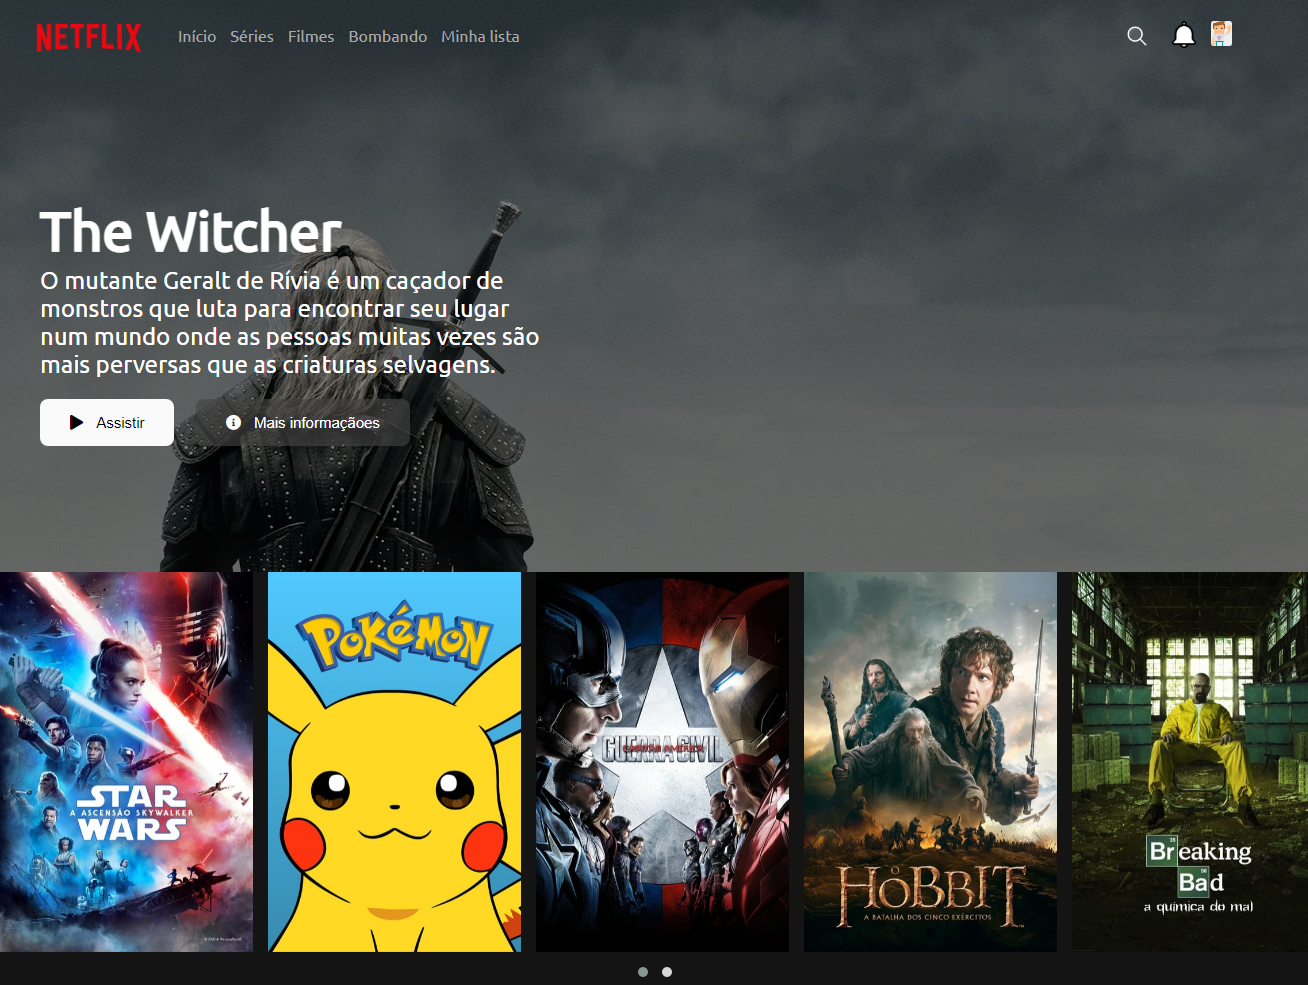 NETFLIX
Início Séries Filmes Bombando Minha lista
The Witcher
O mutante Geralt de Rívia é um caçador de
monstros que luta para encontrar seu lugar
num mundo onde as pessoas muitas vezes são
mais perversas que as criaturas selvagens.
Assistir
Mais informaçãoes
STAR
A ASCENSÃO SKYWALKER
WARS
POKéMON
CAPITÃO AMÉRICA
GUERRA CIVIL
O
HOBBIT
A BATALHA DOS CINCO EXÉRCITOS
35
Breaking
56
Bad
a química do mal